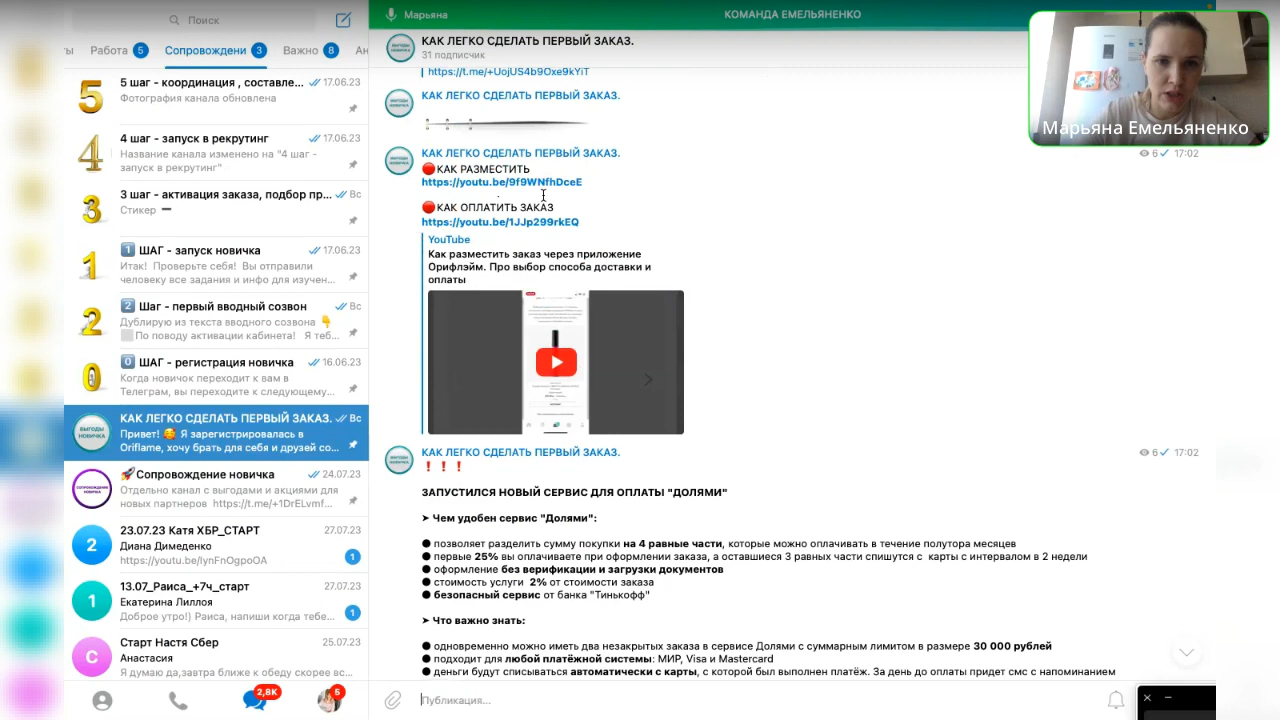 Поиск
Марьяна
КОМАНДА ЕМЕЛЬЯНЕНКО
ты
Работа 5
Сопровождени 3
Важно 8
Ан
5 шаг - координация , составле... 17.06.23
Фотография канала обновлена
4 шаг - запуск в рекрутинг 17.06.23
Название канала изменено на "4 шаг -
запуск в рекрутинг"
3 шаг - активация заказа, подбор пр... Вс
Стикер
1 ШАГ - запуск новичка 17.06.23
Итак! Проверьте себя! Вы отправили
человеку все задания и инфо для изучен...
2 Шаг - первый вводный созвон Вс
Дублирую из текста вводного созвона
По поводу активации кабинета! Я теб...
0 ШАГ - регистрация новичка 16.06.23
Когда новичок переходит к вам в
Телеграм, вы переходите к следующему...
ВЫГОДЫ НОВИЧКА
КАК ЛЕГКО СДЕЛАТЬ ПЕРВЫЙ ЗАКАЗ. Вс
Привет! Я зарегистрировалась в
Oriflame, хочу брать для себя и друзей со...
Сопровождение новичка 24.07.23
Отдельно канал с выгодами и акциями для
новых партнеров https://t.me/+1DrELvmf...
2
23.07.23 Катя ХБР_СТАРТ 27.07.23
Диана Димеденко
https://youtu.be/IynFnOgpoOA 1
1
13.07_Раиса_+7ч_старт 27.07.23
Екатерина Лиллоя
Доброе утро!) Раиса, напиши когда тебе... 1
С
Старт Настя Сбер 25.07.23
Анастасия
Я думаю да,завтра ближе к обеду скорее вс...
2,8K
5
КАК ЛЕГКО СДЕЛАТЬ ПЕРВЫЙ ЗАКАЗ.
31 подписчик
https://t.me/+UojUS4b9Oxe9kYiT
КАК ЛЕГКО СДЕЛАТЬ ПЕРВЫЙ ЗАКАЗ.
КАК ЛЕГКО СДЕЛАТЬ ПЕРВЫЙ ЗАКАЗ. 6 17:02
КАК РАЗМЕСТИТЬ
https://youtu.be/9f9WNfhDceE
КАК ОПЛАТИТЬ ЗАКАЗ
https://youtu.be/1JJp299rkEQ
YouTube
Как разместить заказ через приложение
Орифлэйм. Про выбор способа доставки и
оплаты
КАК ЛЕГКО СДЕЛАТЬ ПЕРВЫЙ ЗАКАЗ. 6 17:02
❗❗❗
ЗАПУСТИЛСЯ НОВЫЙ СЕРВИС ДЛЯ ОПЛАТЫ "ДОЛЯМИ"
➤ Чем удобен сервис "Долями":
● позволяет разделить сумму покупки на 4 равные части, которые можно оплачивать в течение полутора месяцев
● первые 25% вы оплачиваете при оформлении заказа, а оставшиеся 3 равных части спишутся с карты с интервалом в 2 недели
● оформление без верификации и загрузки документов
● стоимость услуги 2% от стоимости заказа
● безопасный сервис от банка "Тинькофф"
➤ Что важно знать:
● одновременно можно иметь два незакрытых заказа в сервисе Долями с суммарным лимитом в размере 30 000 рублей
● подходит для любой платёжной системы: МИР, Visa и Mastercard
● деньги будут списываться автоматически с карты, с которой был выполнен платёж. За день до оплаты придет смс с напоминанием
Публикация...
Марьяна Емельяненко